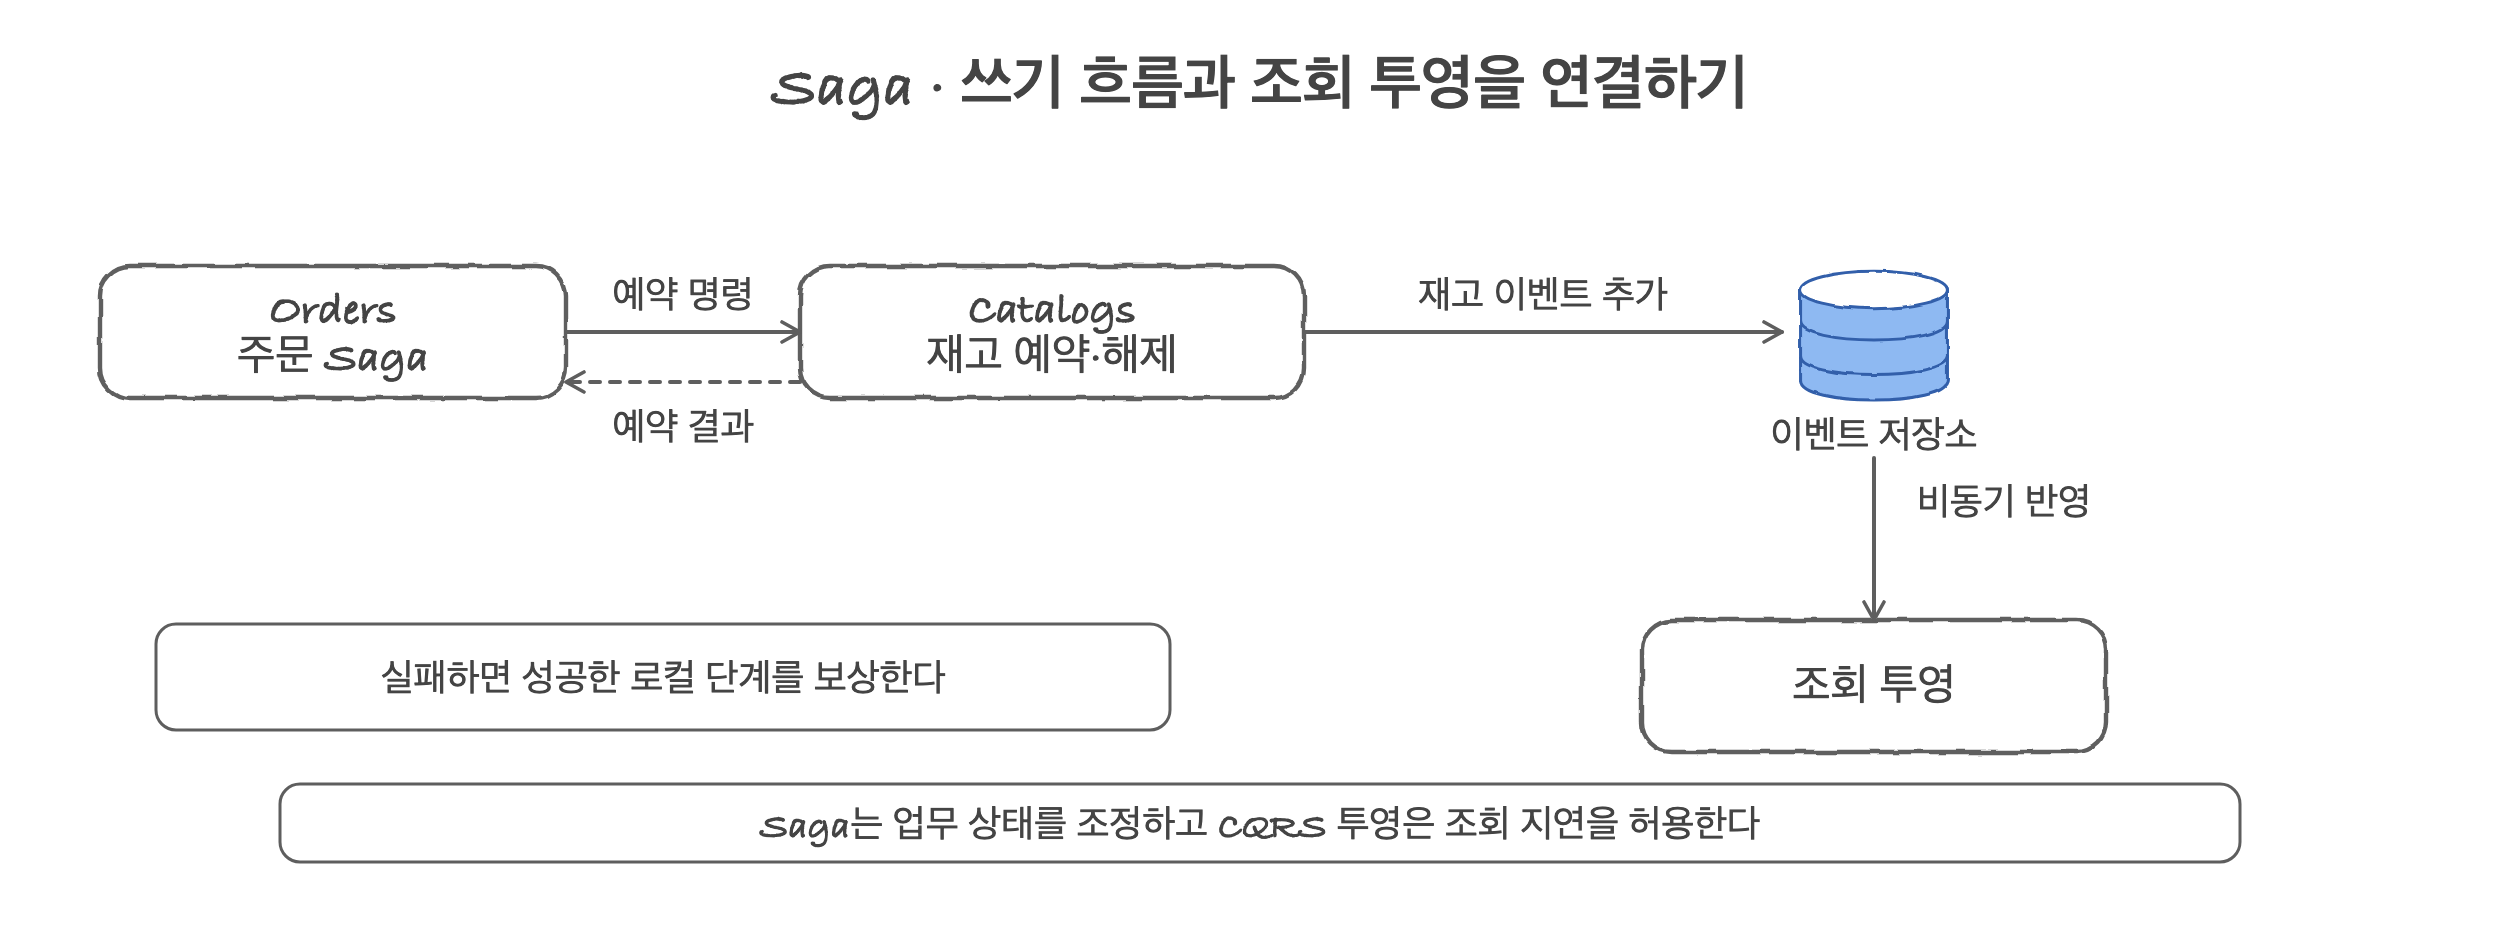 saga · 쓰기 흐름과 조회 투영을 연결하기
orders
주문 saga
예약 명령
예약 결과
catalogs
재고 예약·해제
재고 이벤트 추가
이벤트 저장소
비동기 반영
실패하면 성공한 로컬 단계를 보상한다
조회 투영
saga는 업무 상태를 조정하고 CQRS 투영은 조회 지연을 허용한다